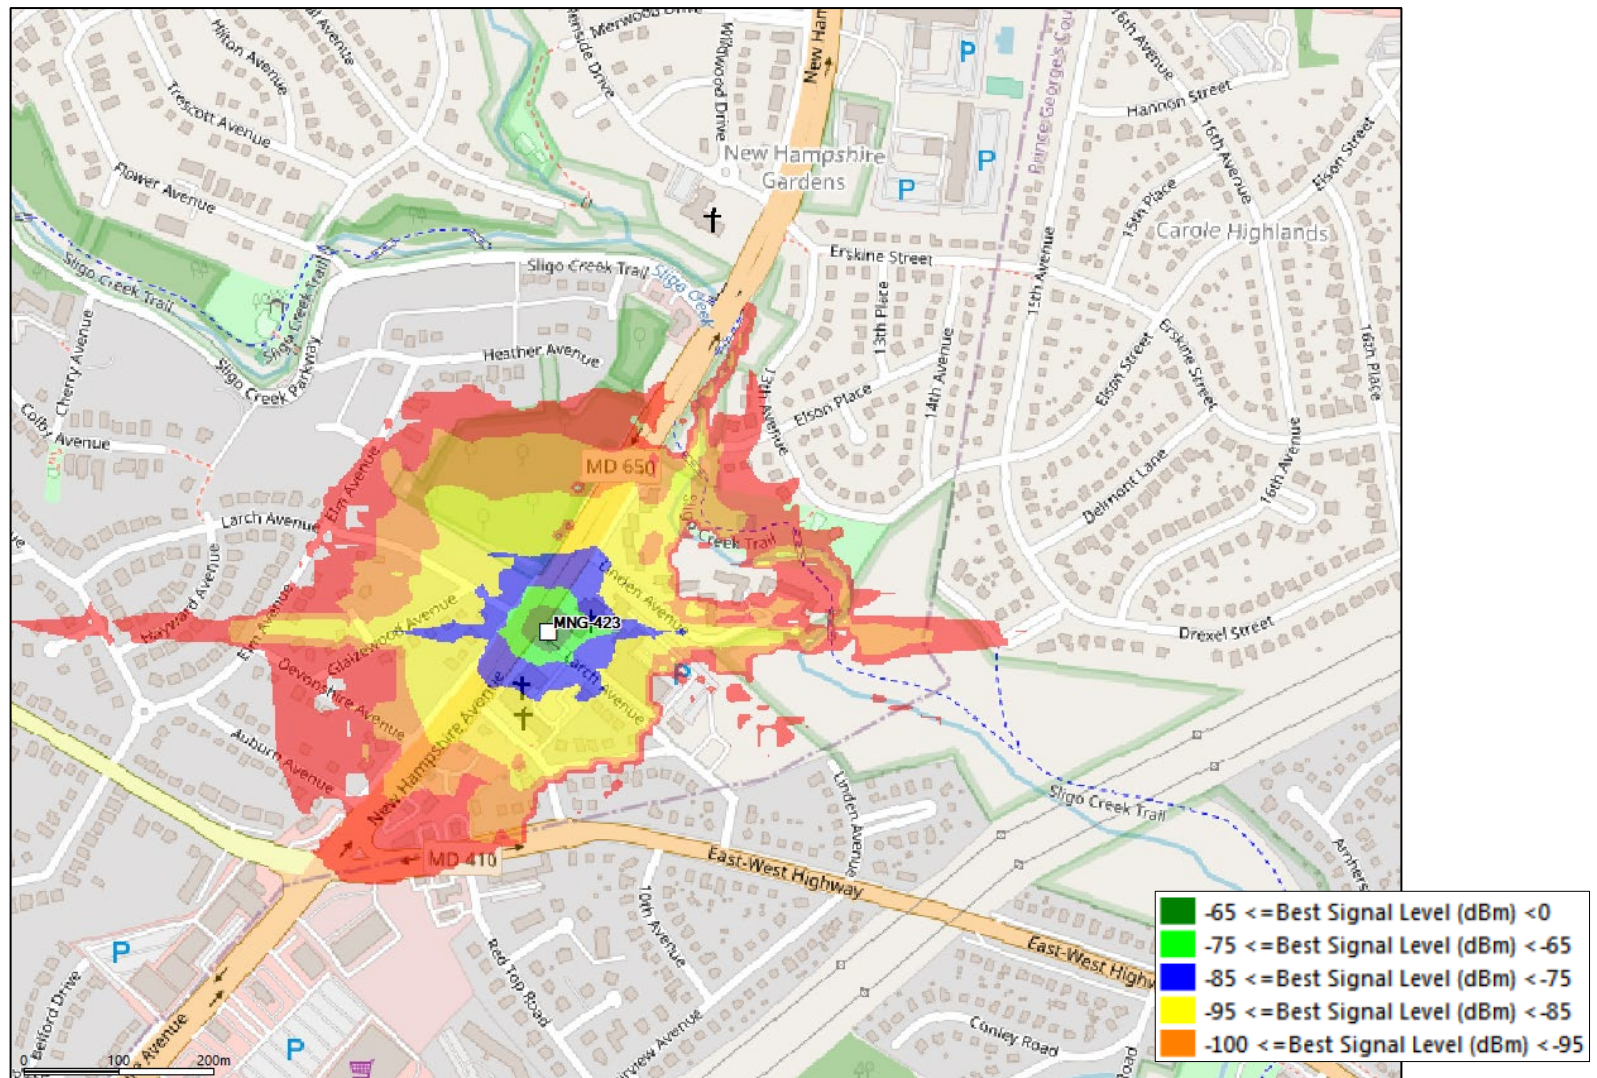 Merwood Drive
Hilton Avenue
Wildwood Drive
New Ham
16th Avenue
P
Hannon Street
Trescott Avenue
Prince George's Cou
16th Avenue
Elson Street
New Hampshire
Gardens
P
P
Flower Avenue
15th Place
Carole Highlands
Erskine Street
15th Avenue
Sligo Creek Trail
Sligo Creek Trail
Sligo Creek
Sligo Creek Trail
13th Place
Cherry Avenue
Sligo Creek Parkway
Heather Avenue
Erskine Street
16th Place
14th Avenue
Elson Street
13th Avenue
Elson Place
Colby Avenue
MD 650
Elm Avenue
Delmont Lane
16th Avenue
Larch Avenue
Creek Trail
Hayward Avenue
Linden Avenue
Glaizewood Avenue
MNG-423
Elm Avenue
Drexel Street
Devonshire Avenue
Larch Avenue
P
New Hampshire Avenue
Auburn Avenue
Linden Avenue
Sligo Creek Trail
MD 410
East-West Highway
Amhers
10th Avenue
Red Top Road
P
East-West Highw
Belford Drive
Avenue
P
Conley Road
rview Avenue
Road
0 100 200m
-65 <=Best Signal Level (dBm) <0
-75 <=Best Signal Level (dBm) <-65
-85 <=Best Signal Level (dBm) <-75
-95 <=Best Signal Level (dBm) <-85
-100 <=Best Signal Level (dBm) <-95